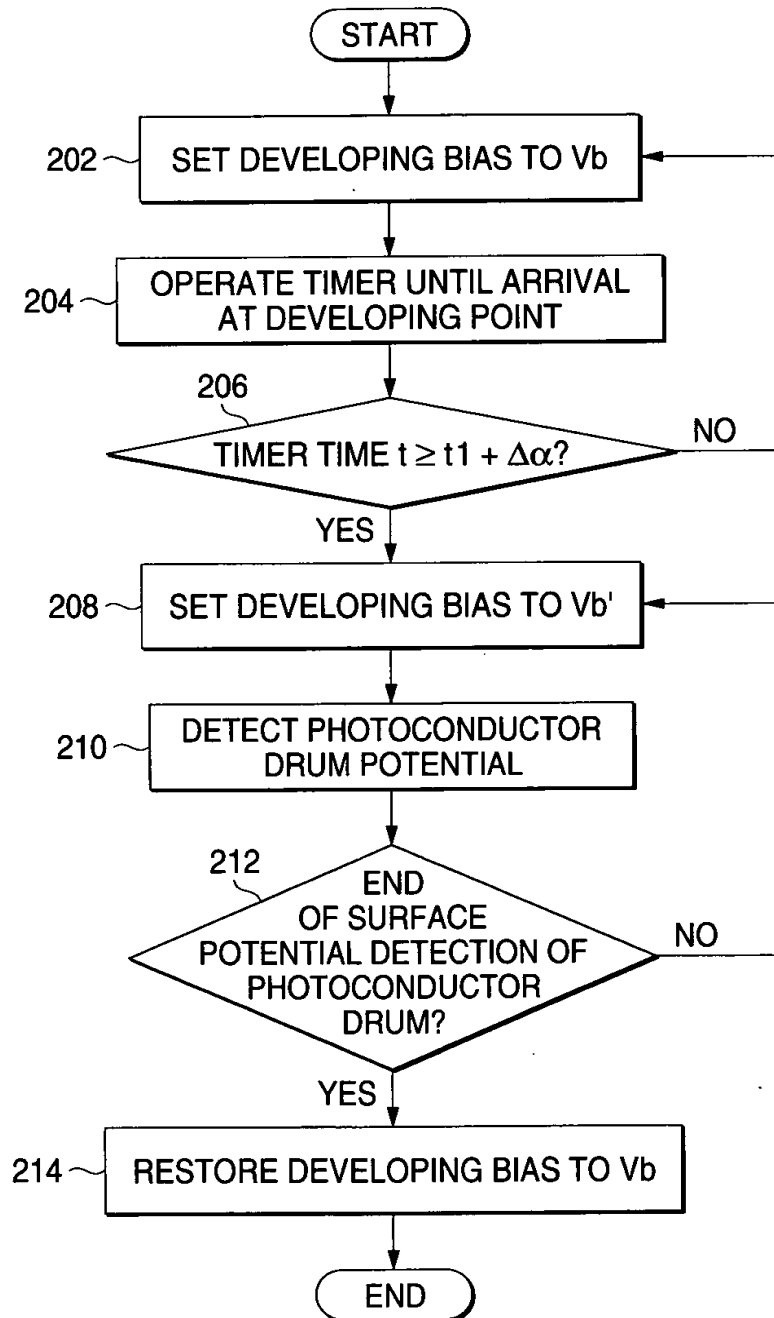 START
202
SET DEVELOPING BIAS TO Vb
204
OPERATE TIMER UNTIL ARRIVAL
AT DEVELOPING POINT
206
TIMER TIME t ≥ t1 + Δα?
NO
YES
208
SET DEVELOPING BIAS TO Vb'
210
DETECT PHOTOCONDUCTOR
DRUM POTENTIAL
212
END
OF SURFACE
POTENTIAL DETECTION OF
PHOTOCONDUCTOR
DRUM?
NO
YES
214
RESTORE DEVELOPING BIAS TO Vb
END